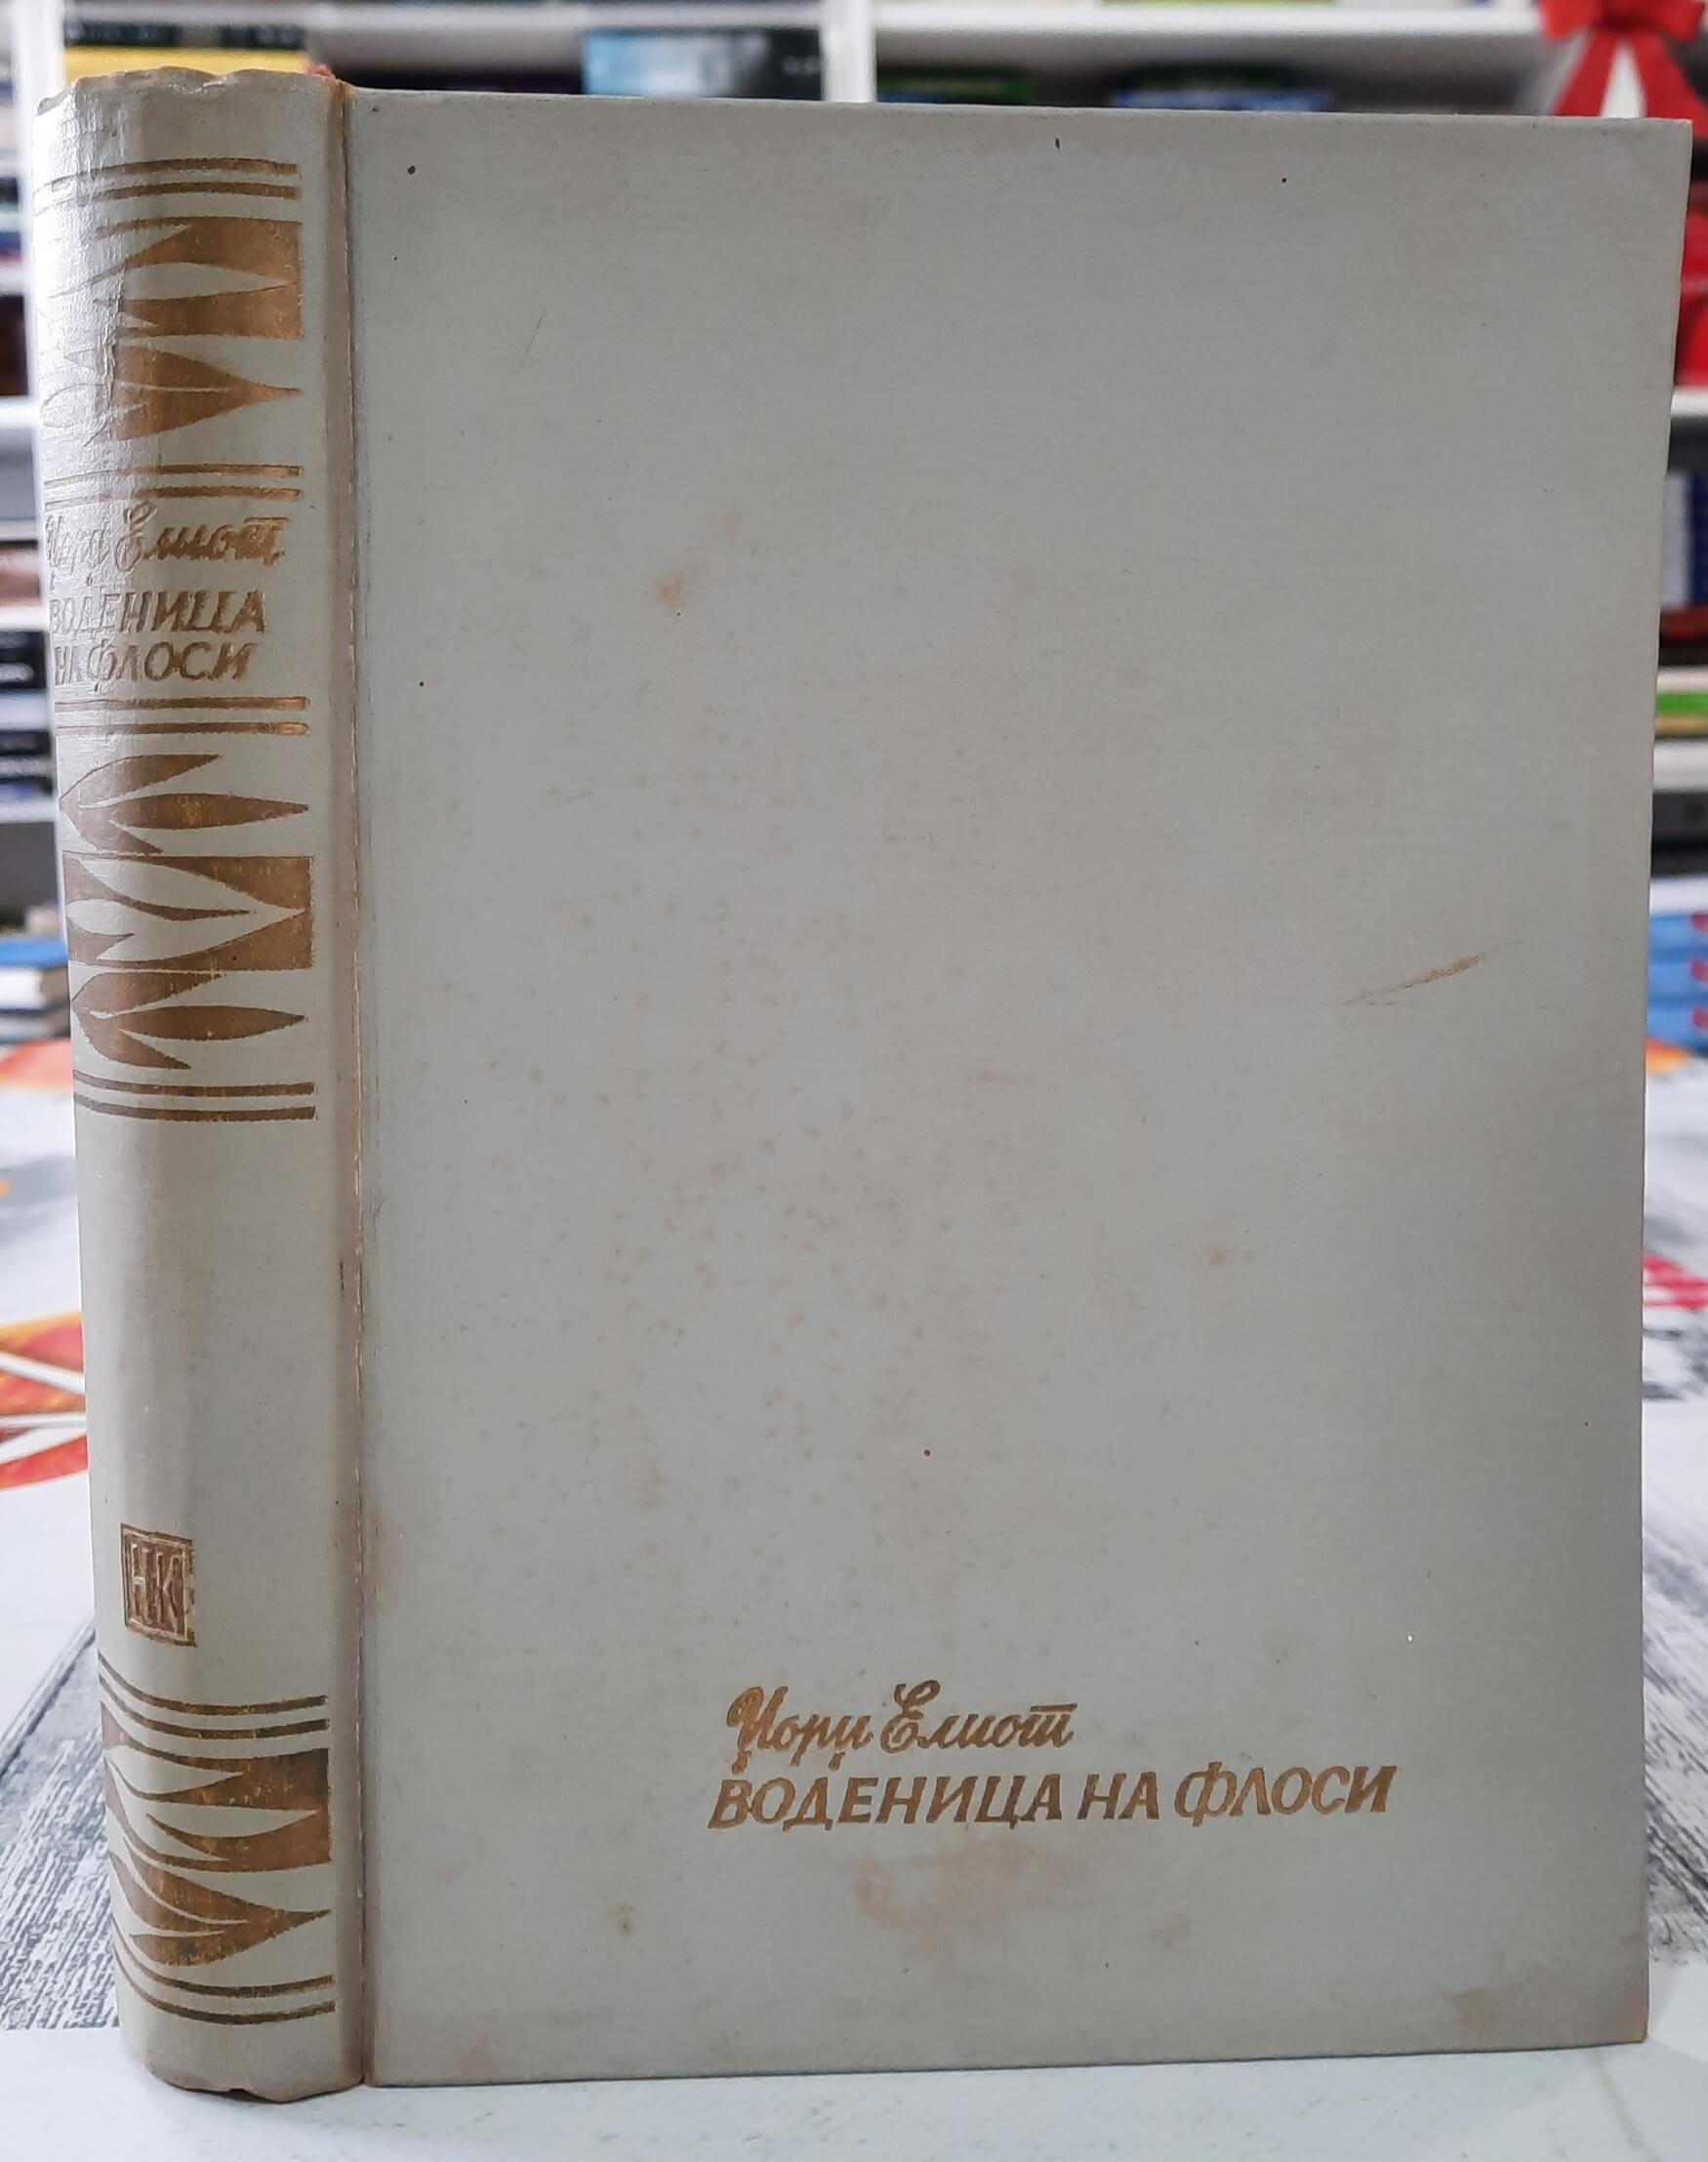 Џорџ Елиот
ВОДЕНИЦА
НА ФЛОСИ
НК
Џорџ Елиот
ВОДЕНИЦА НА ФЛОСИ